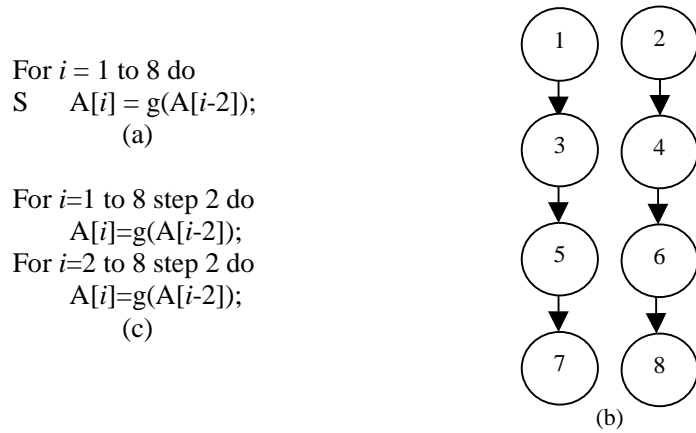 For i = 1 to 8 do
S A[i] = g(A[i-2]);
(a)
For i=1 to 8 step 2 do
A[i]=g(A[i-2]);
For i=2 to 8 step 2 do
A[i]=g(A[i-2]);
(c)
1 2
3 4
5 6
7 8
(b)